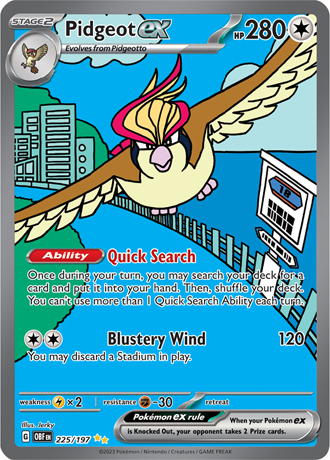 STAGE2 Pidgeot ex HP280
Evolves from Pidgeotto
Ability Quick Search
Once during your turn, you may search your deck for a
card and put it into your hand. Then, shuffle your deck.
You can't use more than 1 Quick Search Ability each turn.
Blustery Wind 120
You may discard a Stadium in play.
weakness ×2 resistance -30 retreat
Illus. Jerky
Pokémon ex rule
When your Pokémon ex
is Knocked Out, your opponent takes 2 Prize cards.
G OBF EN 225/197
©2023 Pokémon / Nintendo / Creatures / GAME FREAK